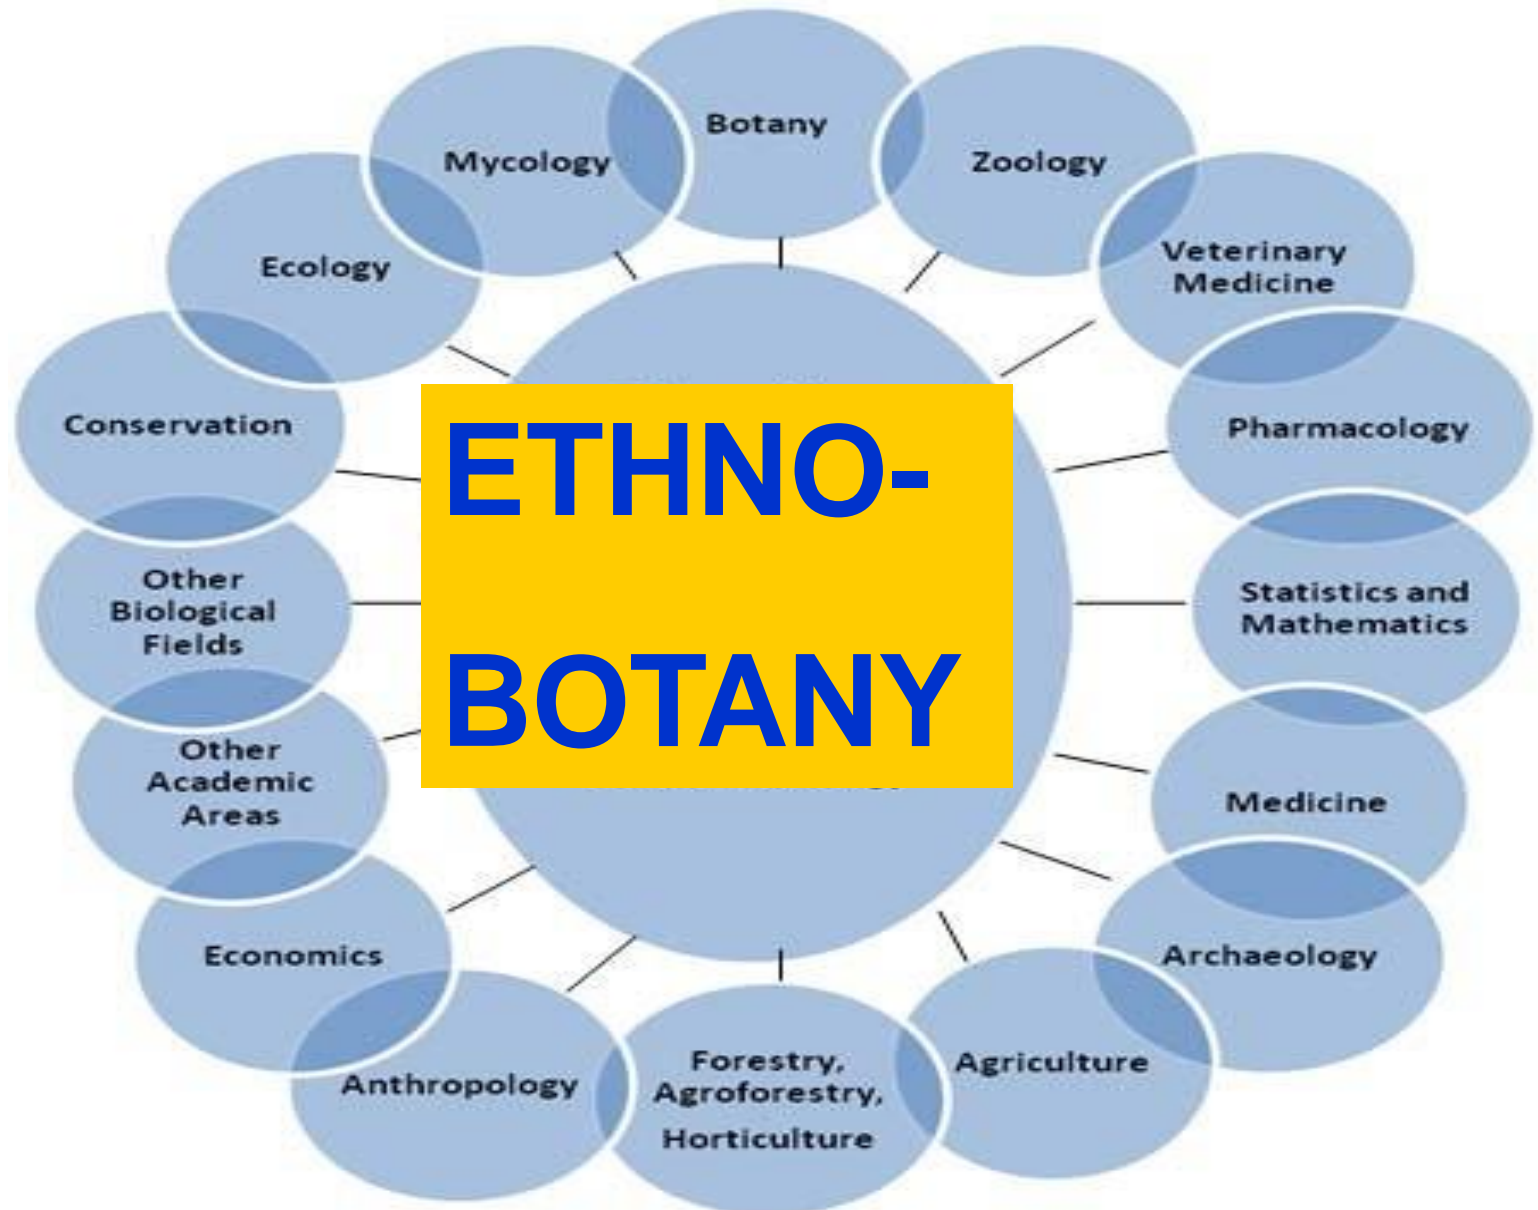 Botany
Mycology
Zoology
Ecology
Veterinary
Medicine
Conservation
Pharmacology
ETHNO-
BOTANY
Other
Biological
Fields
Statistics and
Mathematics
Other
Academic
Areas
Medicine
Economics
Archaeology
Anthropology
Forestry,
Agroforestry,
Horticulture
Agriculture